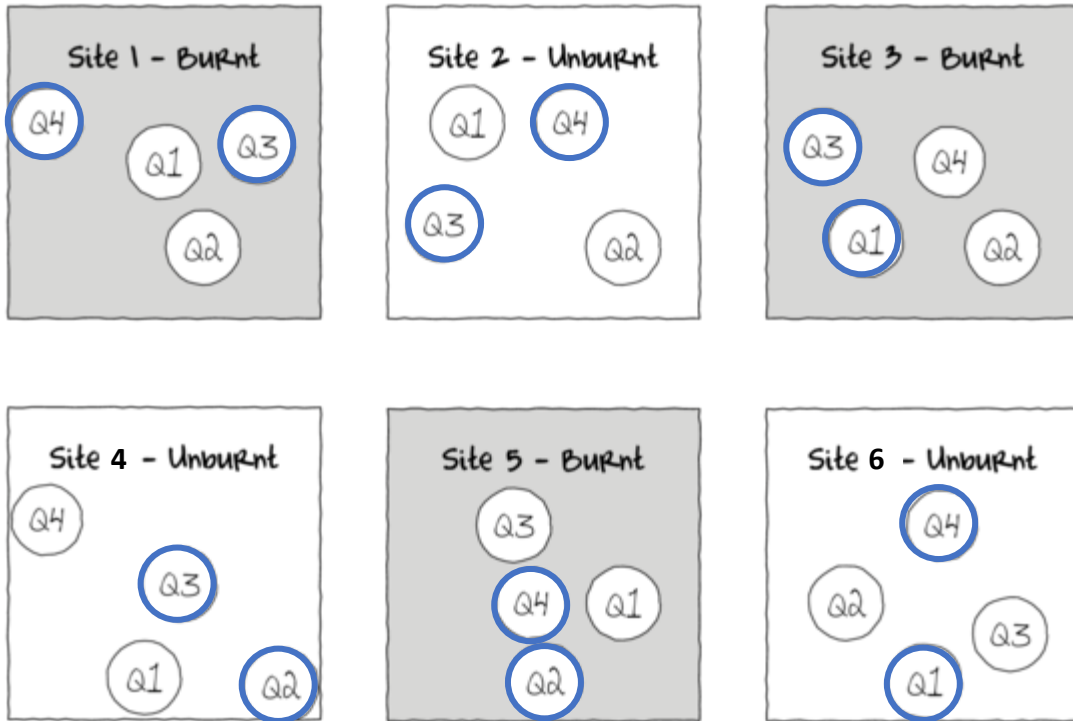 Site 1 - Burnt
Q4
Q1
Q3
Q2
Site 2 - Unburnt
Q1
Q4
Q3
Q2
Site 3 - Burnt
Q3
Q4
Q1
Q2
Site 4 - Unburnt
Q4
Q3
Q1
Q2
Site 5 - Burnt
Q3
Q4
Q1
Q2
Site 6 - Unburnt
Q4
Q2
Q3
Q1